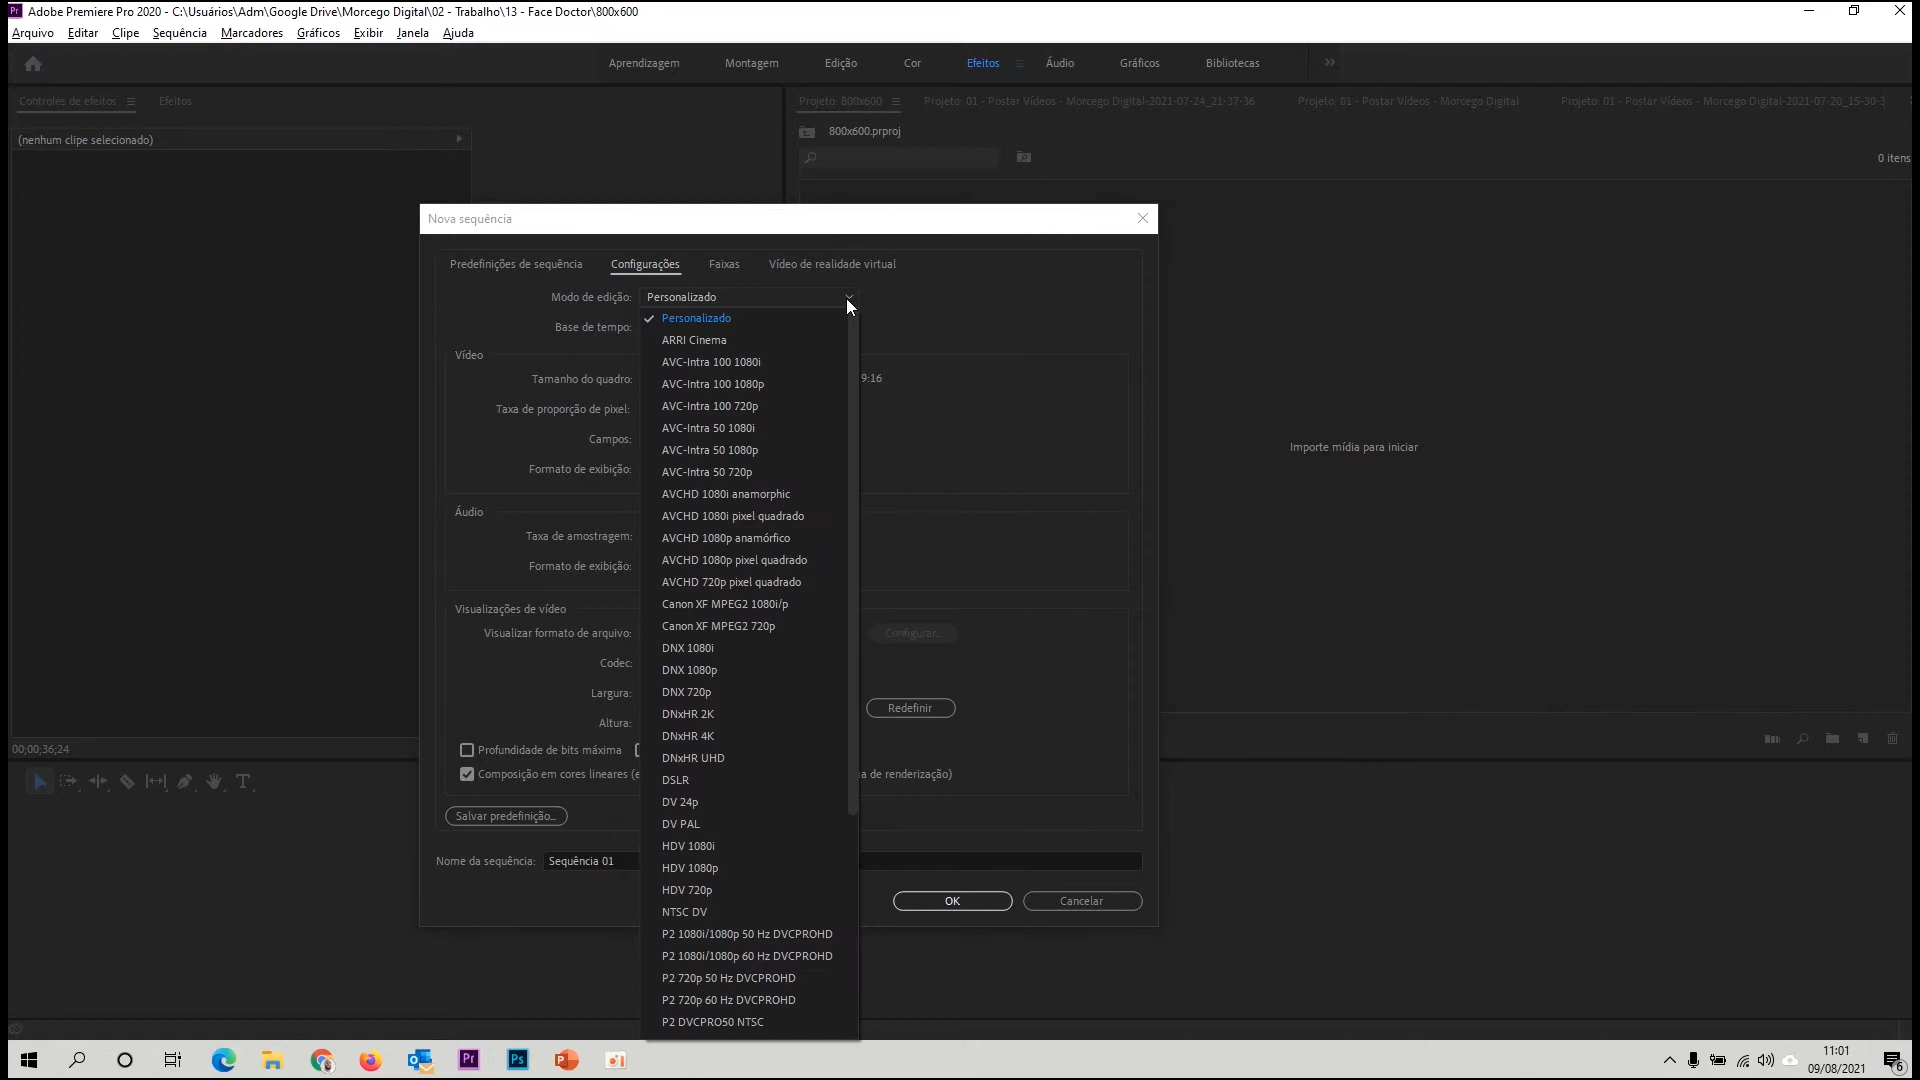 Pr Adobe Premiere Pro 2020 - C:\Usuários\Adm\Google Drive\Morcego Digital\02 - Trabalho\13 - Face Doctor\800x600
Arquivo Editar Clipe Sequência Marcadores Gráficos Exibir Janela Ajuda
Aprendizagem Montagem Edição Cor Efeitos Áudio Gráficos Bibliotecas
Controles de efeitos Efeitos Projeto: 800x600 Projeto: 01 - Postar Vídeos - Morcego Digital-2021-07-24_21-37-36 Projeto: 01 - Postar Vídeos - Morcego Digital Projeto: 01 - Postar Vídeos - Morcego Digital-2021-07-20_15-30-3
800x600.prproj
(nenhum clipe selecionado)
0 itens
Nova sequência
Predefinições de sequência Configurações Faixas Vídeo de realidade virtual
Modo de edição: Personalizado
Personalizado
Base de tempo:
ARRI Cinema
Vídeo
AVC-Intra 100 1080i
Tamanho do quadro: 9:16
AVC-Intra 100 1080p
Taxa de proporção de pixel:
AVC-Intra 100 720p
AVC-Intra 50 1080i
Campos:
AVC-Intra 50 1080p
Importe mídia para iniciar
Formato de exibição:
AVC-Intra 50 720p
AVCHD 1080i anamorphic
Áudio
AVCHD 1080i pixel quadrado
Taxa de amostragem:
AVCHD 1080p anamórfico
AVCHD 1080p pixel quadrado
Formato de exibição:
AVCHD 720p pixel quadrado
Visualizações de vídeo
Canon XF MPEG2 1080i/p
Canon XF MPEG2 720p
Visualizar formato de arquivo: Configurar...
DNX 1080i
Codec:
DNX 1080p
Largura:
DNX 720p
Redefinir
DNxHR 2K
Altura:
DNxHR 4K
00;00;36;24
Profundidade de bits máxima
DNxHR UHD
Composição em cores lineares (e a de renderização)
DSLR
DV 24p
Salvar predefinição...
DV PAL
HDV 1080i
Nome da sequência: Sequência 01
HDV 1080p
HDV 720p
OK Cancelar
NTSC DV
P2 1080i/1080p 50 Hz DVCPROHD
P2 1080i/1080p 60 Hz DVCPROHD
P2 720p 50 Hz DVCPROHD
P2 720p 60 Hz DVCPROHD
P2 DVCPRO50 NTSC
Pr Ps
11:01
09/08/2021
6